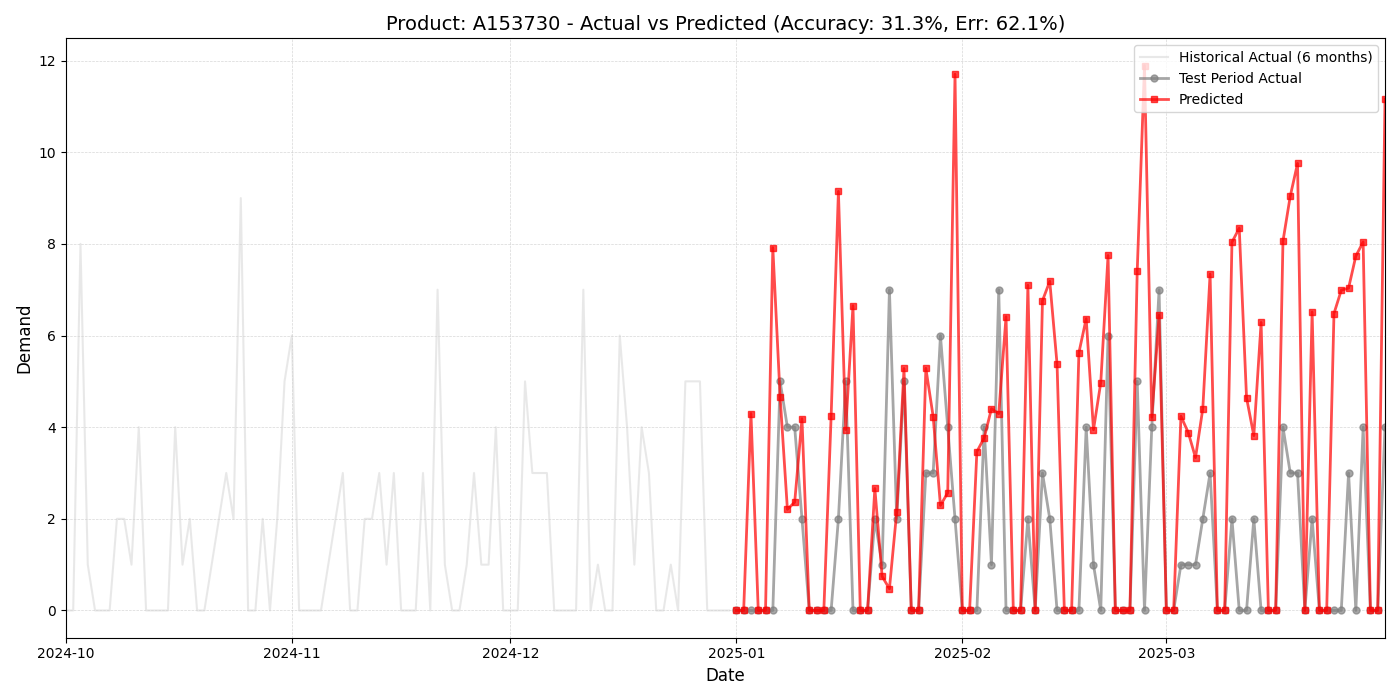 Product: A153730 - Actual vs Predicted (Accuracy: 31.3%, Err: 62.1%)
Historical Actual (6 months)
Test Period Actual
Predicted
12
10
8
6
4
2
0
Demand
2024-10
2024-11
2024-12
2025-01
2025-02
2025-03
Date